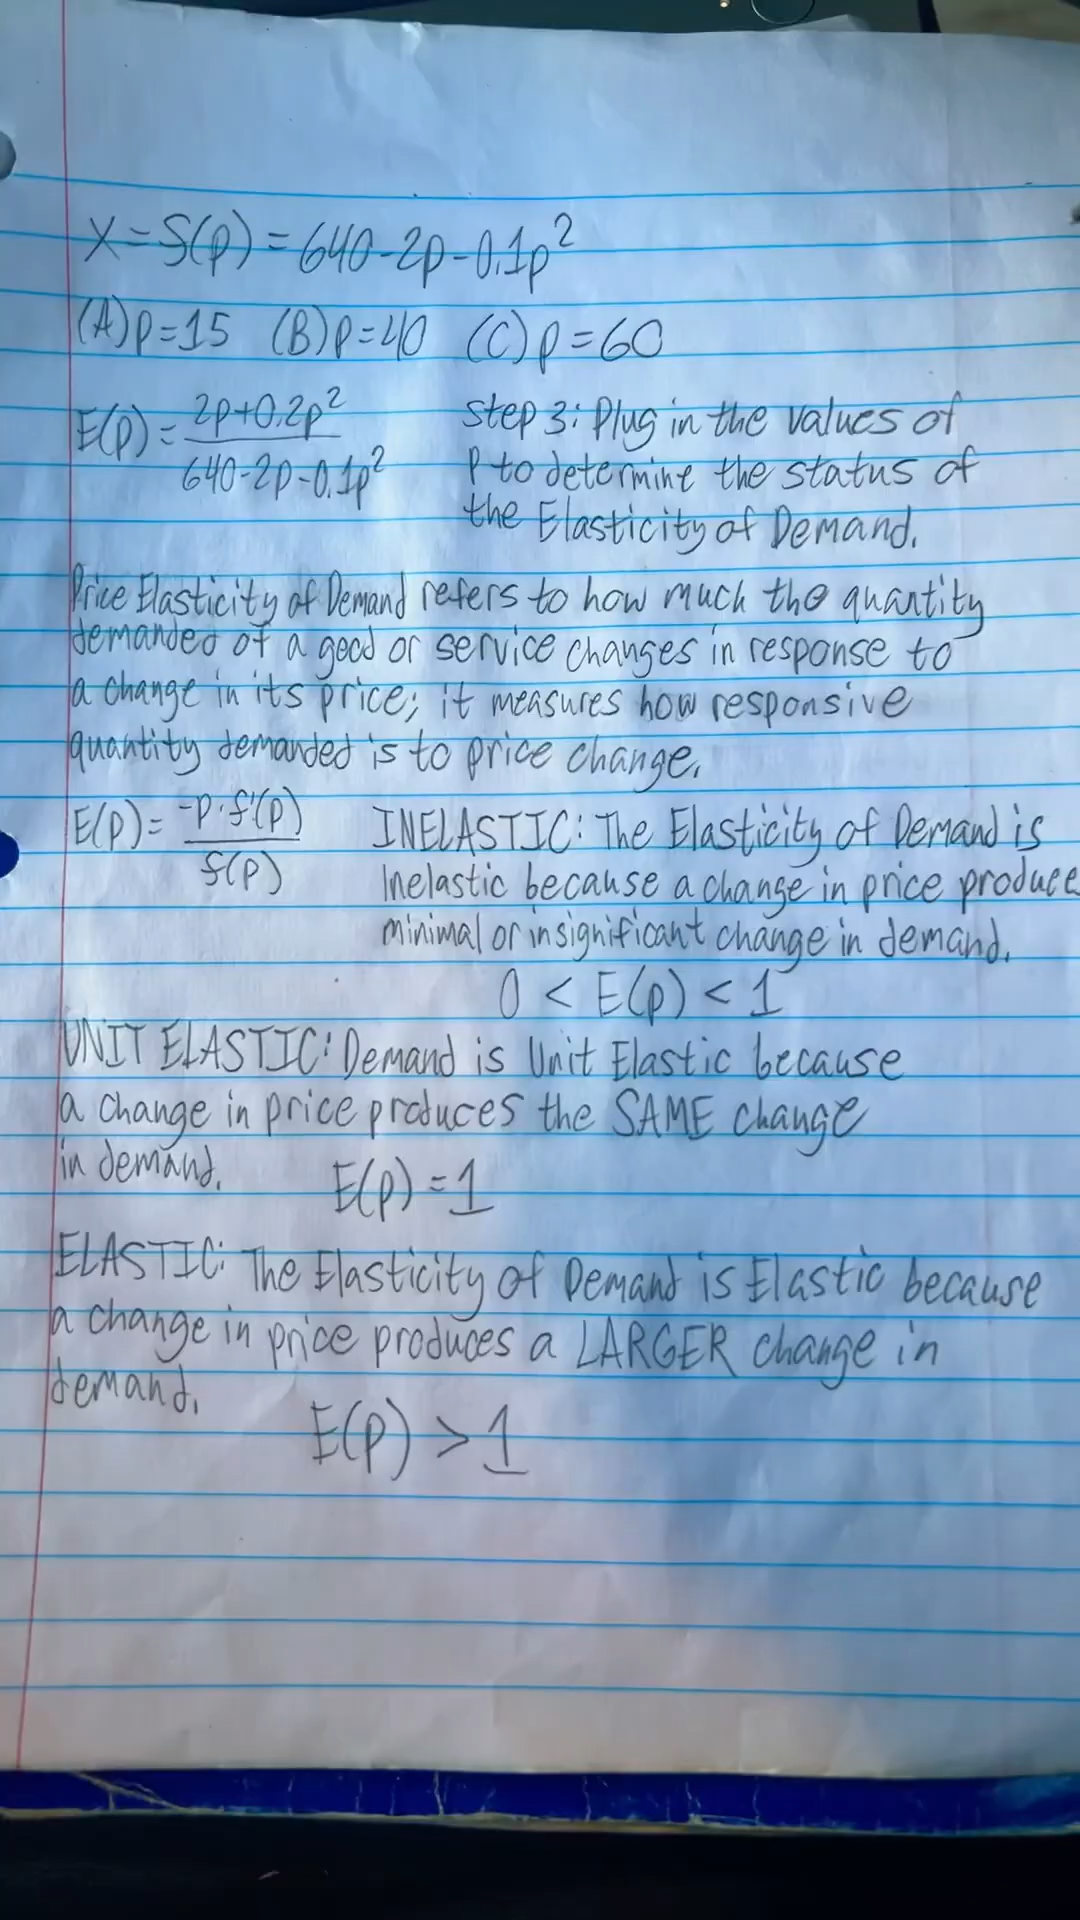 X=f(p)=640-2p-0.1p²
(A) p=15 (B) p=40 (C) p=60
E(p)= 2p+0.2p² / 640-2p-0.1p²
Step 3: Plug in the values of
P to determine the status of
the Elasticity of Demand.
Price Elasticity of Demand refers to how much the quantity
demanded of a good or service changes in response to
a change in its price; it measures how responsive
quantity demanded is to price change.
E(p)= -p·f'(p) / f(p)
INELASTIC: The Elasticity of Demand is
Inelastic because a change in price produce
minimal or insignificant change in demand.
0 < E(p) < 1
UNIT ELASTIC: Demand is Unit Elastic because
a change in price produces the SAME change
in demand.
E(p) = 1
ELASTIC: The Elasticity of Demand is Elastic because
a change in price produces a LARGER change in
demand.
E(p) > 1